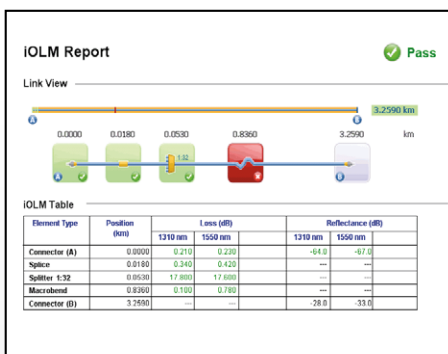 iOLM Report
Pass
Link View
3.2590 km
A B
0.0000 0.0180 0.0530 0.8360 3.2590 km
1:32
A B
iOLM Table
Element Type Position (km) Loss (dB) Reflectance (dB)
1310 nm 1550 nm 1310 nm 1550 nm
Connector (A) 0.0000 0.210 0.230 -64.0 -67.0
Splice 0.0180 0.340 0.420 --- ---
Splitter 1:32 0.0530 17.800 17.600 --- ---
Macrobend 0.8360 0.180 0.780 --- ---
Connector (B) 3.2590 --- --- -28.0 -33.0